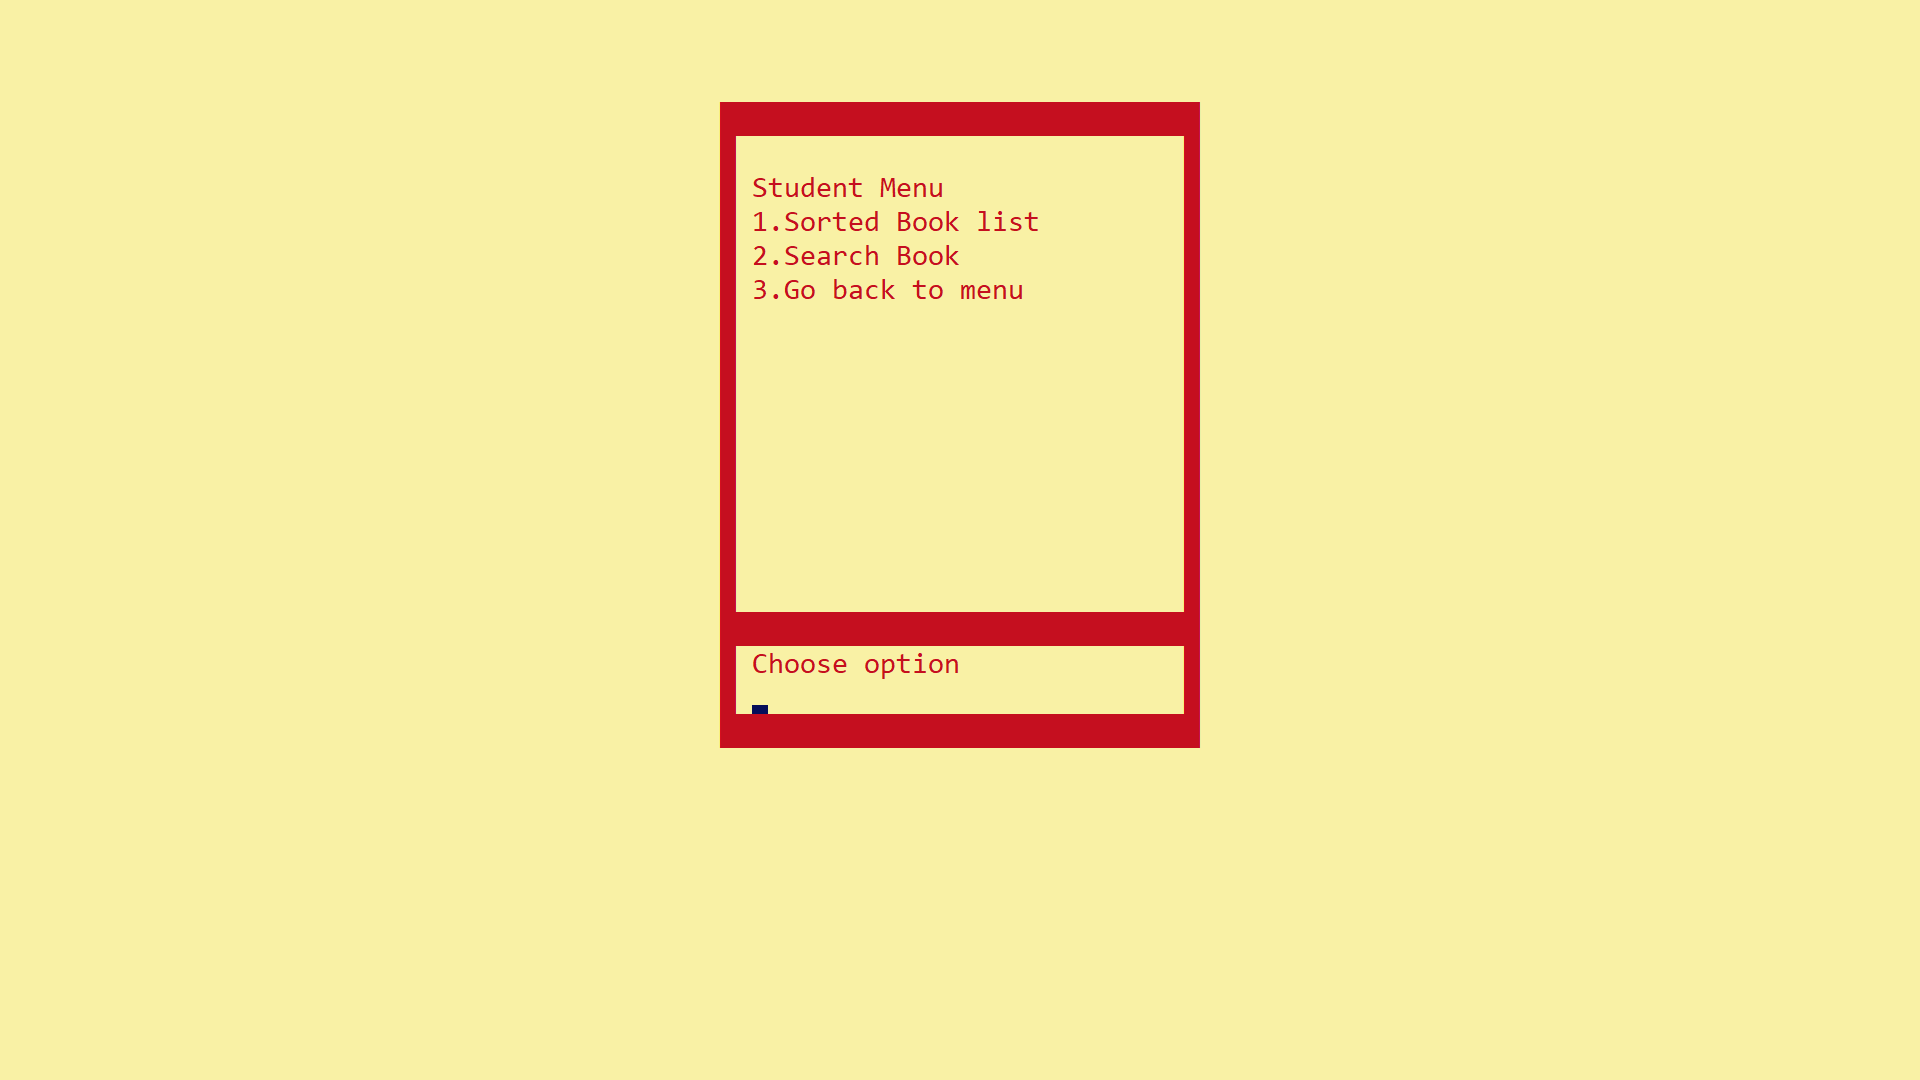 Student Menu
1.Sorted Book list
2.Search Book
3.Go back to menu
Choose option